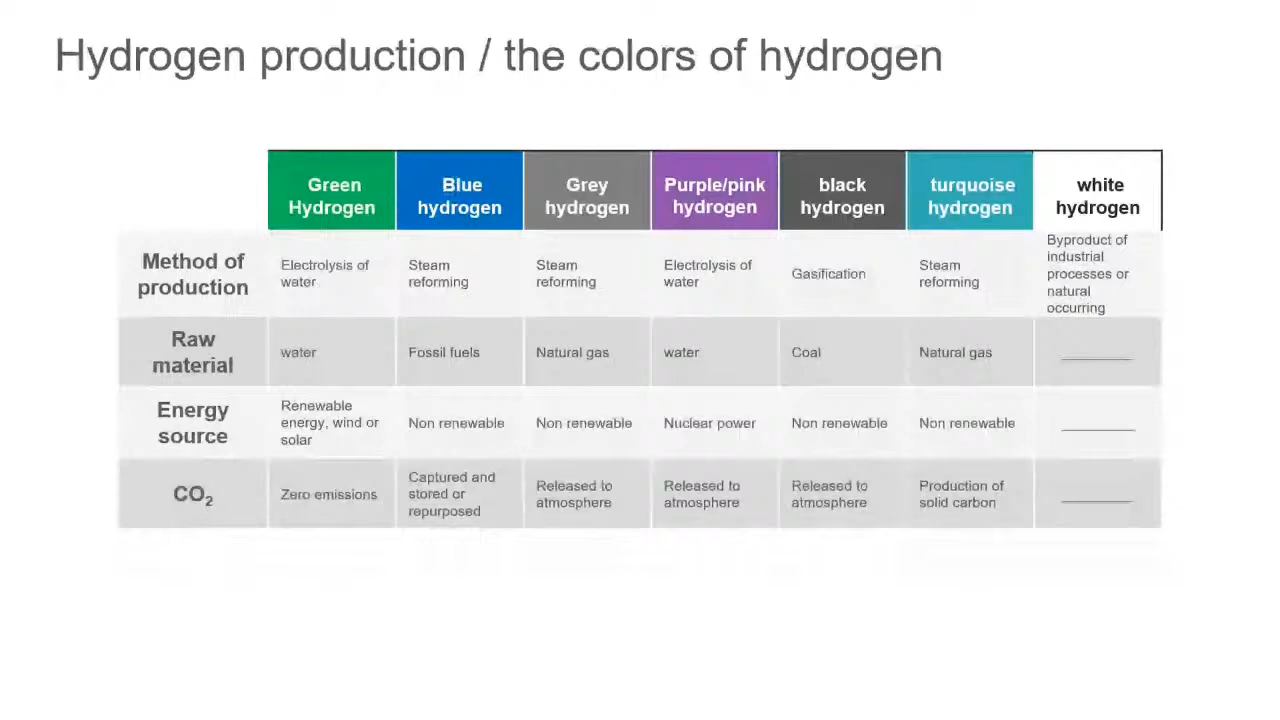 Hydrogen production / the colors of hydrogen
Green
Hydrogen
Blue
hydrogen
Grey
hydrogen
Purple/pink
hydrogen
black
hydrogen
turquoise
hydrogen
white
hydrogen
Method of
production
Electrolysis of
water
Steam
reforming
Steam
reforming
Electrolysis of
water
Gasification
Steam
reforming
Byproduct of
industrial
processes or
natural
occurring
Raw
material
water
Fossil fuels
Natural gas
water
Coal
Natural gas
Energy
source
Renewable
energy, wind or
solar
Non renewable
Non renewable
Nuclear power
Non renewable
Non renewable
CO₂
Zero emissions
Captured and
stored or
repurposed
Released to
atmosphere
Released to
atmosphere
Released to
atmosphere
Production of
solid carbon